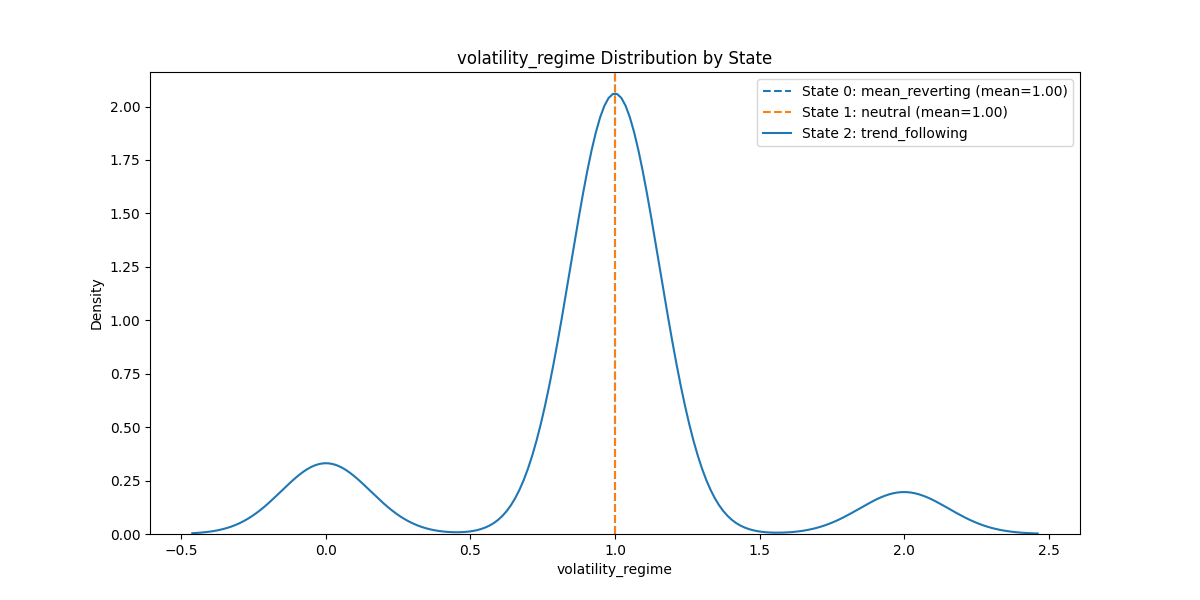 volatility_regime Distribution by State
State 0: mean_reverting (mean=1.00)
State 1: neutral (mean=1.00)
State 2: trend_following
Density
2.00
1.75
1.50
1.25
1.00
0.75
0.50
0.25
0.00
−0.5 0.0 0.5 1.0 1.5 2.0 2.5
volatility_regime